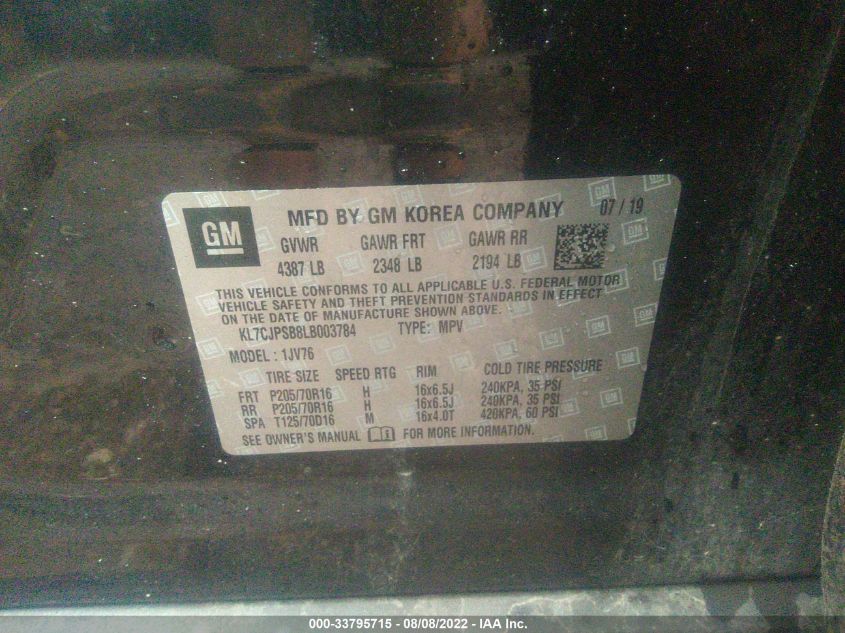 GM MFD BY GM KOREA COMPANY 07 / 19
GVWR GAWR FRT GAWR RR
4387 LB 2348 LB 2194 LB
THIS VEHICLE CONFORMS TO ALL APPLICABLE U.S. FEDERAL MOTOR
VEHICLE SAFETY AND THEFT PREVENTION STANDARDS IN EFFECT
ON THE DATE OF MANUFACTURE SHOWN ABOVE.
KL7CJPSB8LB003784 TYPE: MPV
MODEL : 1JV76
TIRE SIZE SPEED RTG RIM COLD TIRE PRESSURE
FRT P205/70R16 H 16x6.5J 240KPA, 35 PSI
RR P205/70R16 H 16x6.5J 240KPA, 35 PSI
SPA T125/70D16 M 16x4.0T 420KPA, 60 PSI
SEE OWNER'S MANUAL FOR MORE INFORMATION.
000-33795715 - 08/08/2022 - IAA Inc.